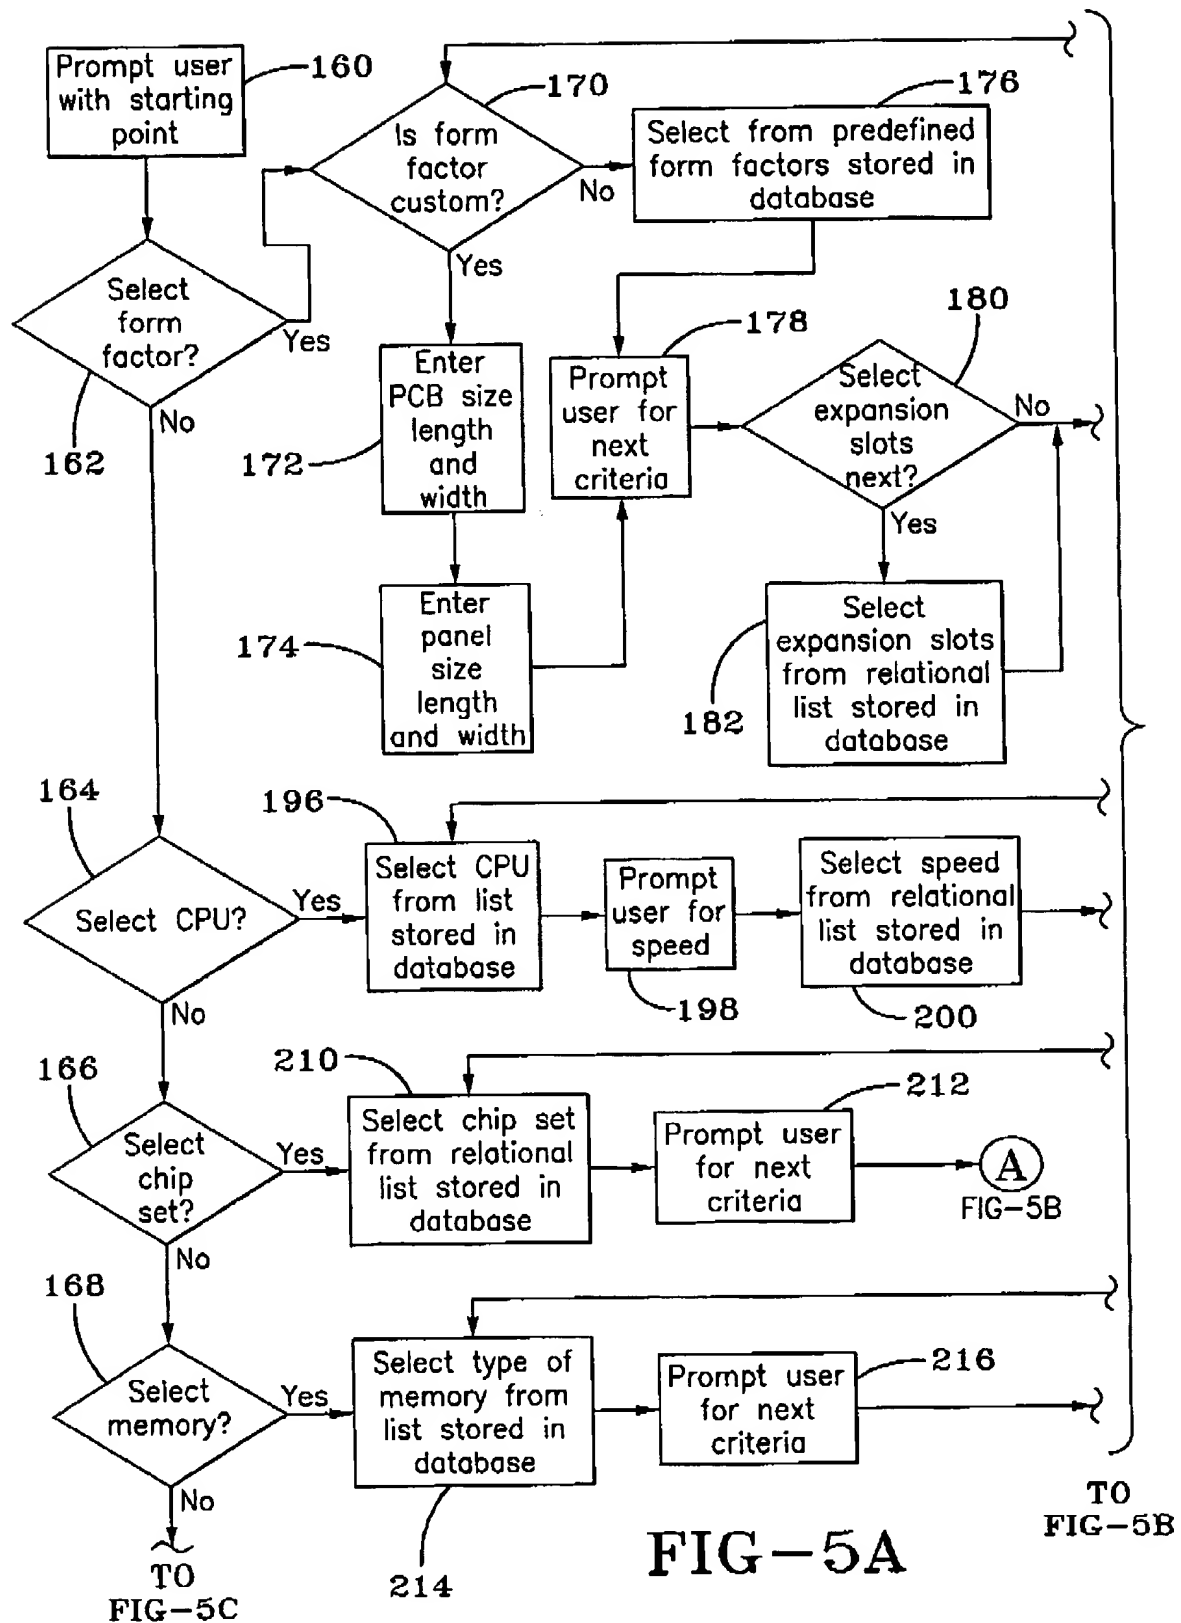 Prompt user
with starting
point
160
170
Is form
factor
custom?
No
Yes
176
Select from predefined
form factors stored in
database
Select
form
factor?
Yes
No
162
Enter
PCB size
length
and
width
172
178
Prompt
user for
next
criteria
180
Select
expansion
slots
next?
No
Yes
Enter
panel
size
length
and width
174
Select
expansion slots
from relational
list stored in
database
182
164
Select CPU?
Yes
No
196
Select CPU
from list
stored in
database
Prompt
user for
speed
198
Select speed
from relational
list stored in
database
200
166
Select
chip
set?
Yes
No
210
Select chip set
from relational
list stored in
database
212
Prompt user
for next
criteria
A
FIG-5B
168
Select
memory?
Yes
No
Select type of
memory from
list stored in
database
214
216
Prompt user
for next
criteria
TO
FIG-5B
TO
FIG-5C
FIG-5A